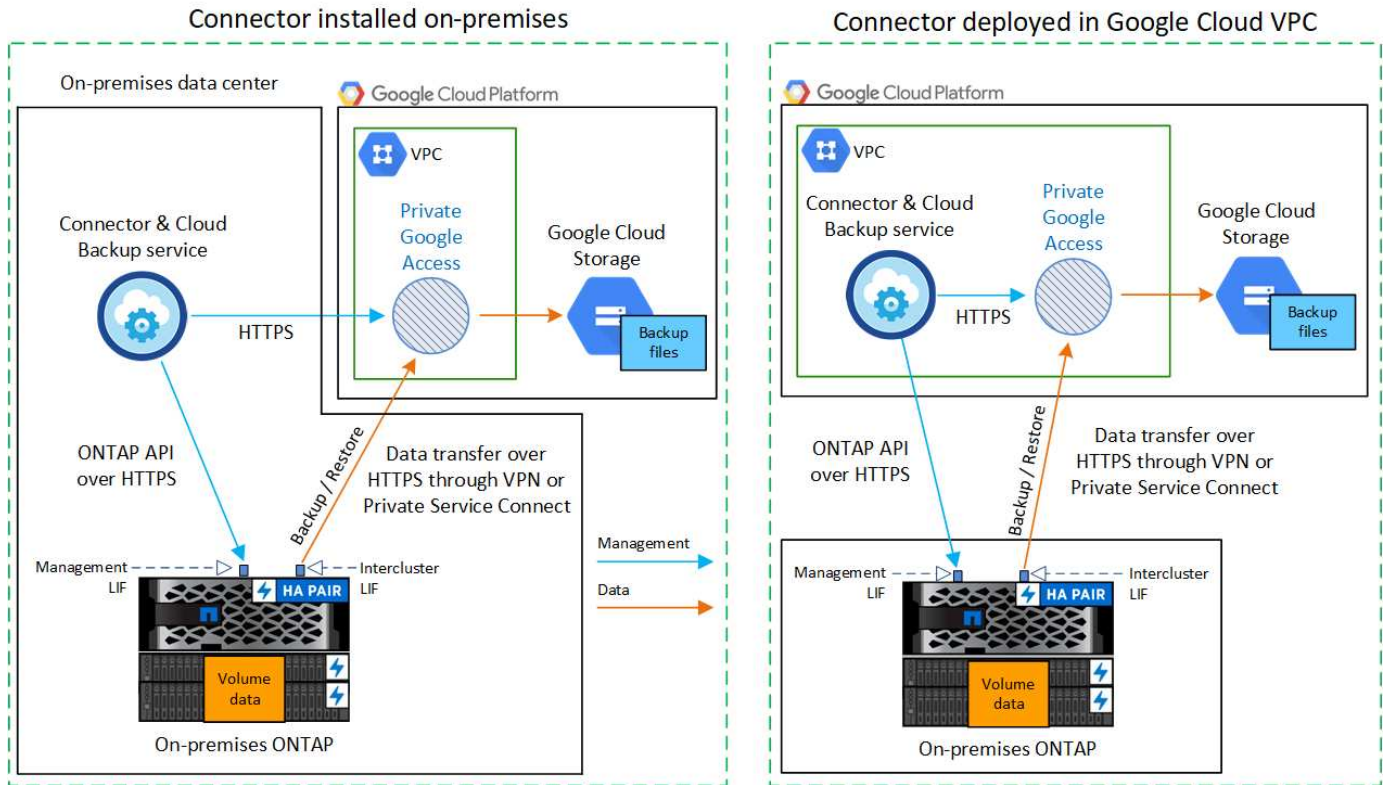 Connector installed on-premises
On-premises data center
Google Cloud Platform
VPC
Connector & Cloud
Backup service
Private
Google
Access
Google Cloud
Storage
HTTPS
Backup
files
ONTAP API
over HTTPS
Backup / Restore
Data transfer over
HTTPS through VPN or
Private Service Connect
Management
LIF
Intercluster
LIF
HA PAIR
Volume
data
On-premises ONTAP
Management
Data
Connector deployed in Google Cloud VPC
Google Cloud Platform
VPC
Connector & Cloud
Backup service
Private
Google
Access
Google Cloud
Storage
HTTPS
Backup
files
ONTAP API
over HTTPS
Backup / Restore
Data transfer over
HTTPS through VPN or
Private Service Connect
Management
LIF
Intercluster
LIF
HA PAIR
Volume
data
On-premises ONTAP